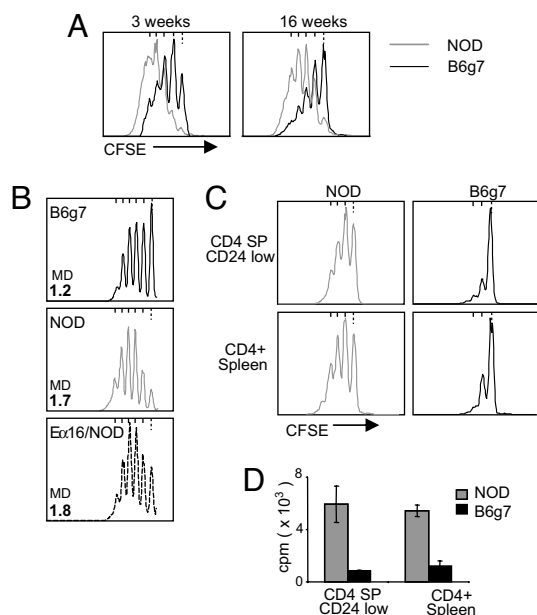 A
3 weeks
16 weeks
NOD
B6g7
CFSE
B
B6g7
MD
1.2
NOD
MD
1.7
Eα16/NOD
MD
1.8
C
NOD
B6g7
CD4 SP
CD24 low
CD4+
Spleen
CFSE
D
cpm ( x 10³)
8
4
0
NOD
B6g7
CD4 SP
CD24 low
CD4+
Spleen